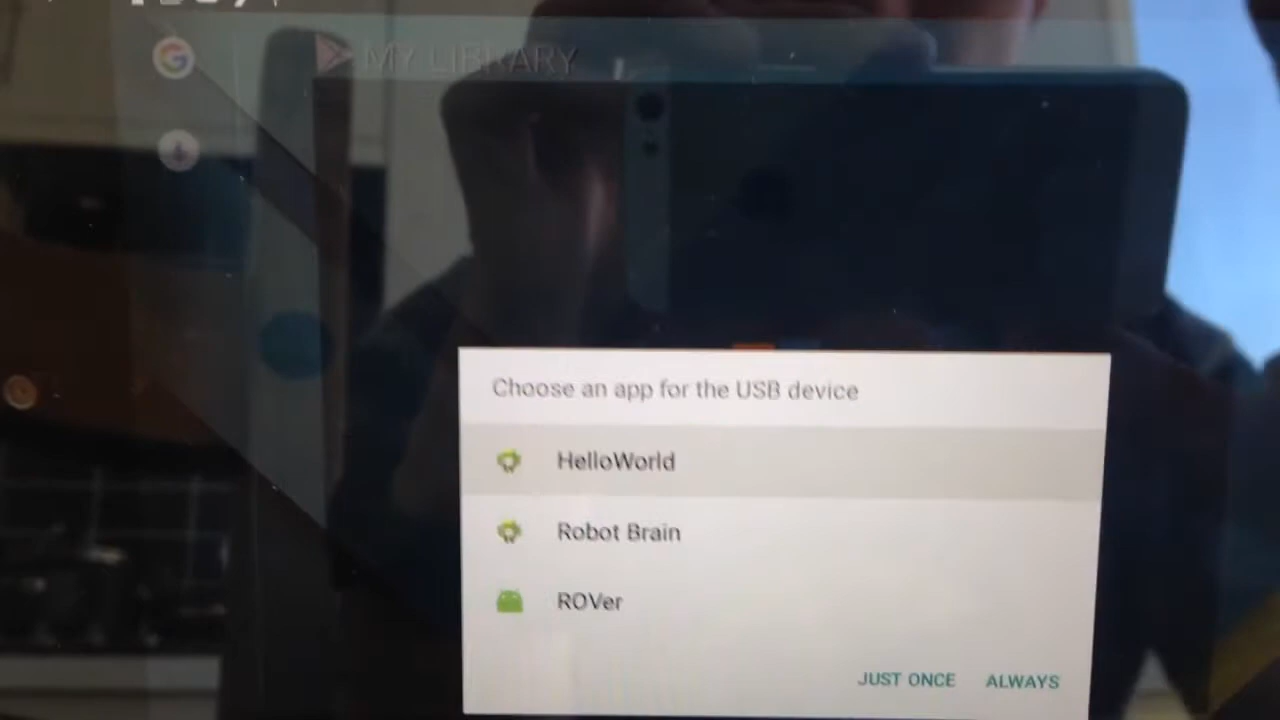 MY LIBRARY
Choose an app for the USB device
HelloWorld
Robot Brain
ROVer
JUST ONCE ALWAYS